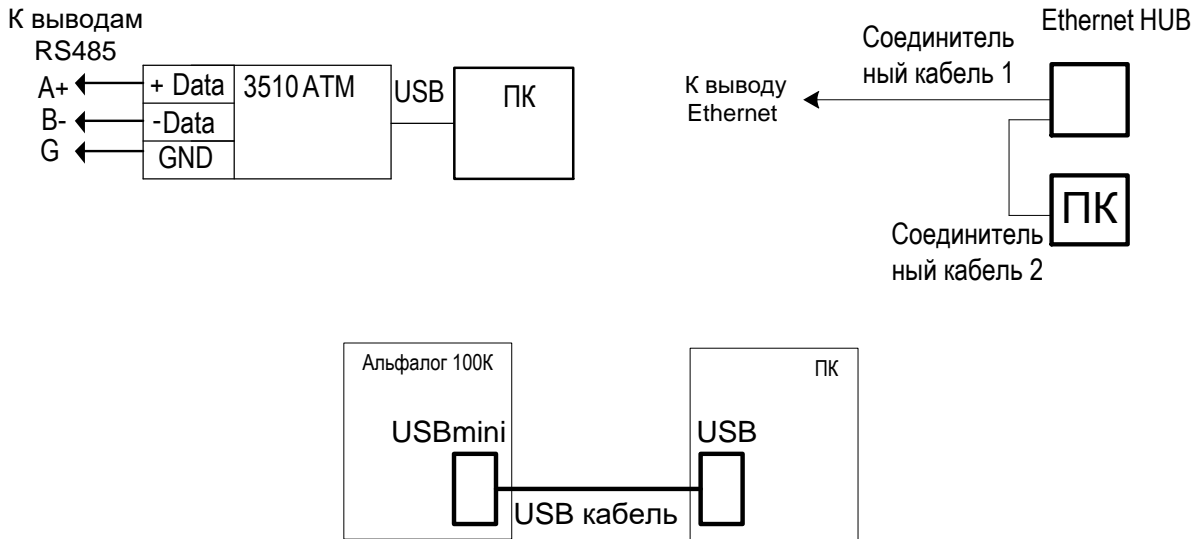 К выводам
RS485
A+
+ Data
3510 ATM
USB
ПК
B-
-Data
G
GND
Ethernet HUB
Соединитель
ный кабель 1
К выводу
Ethernet
ПК
Соединитель
ный кабель 2
Альфалог 100К
ПК
USBmini
USB
USB кабель